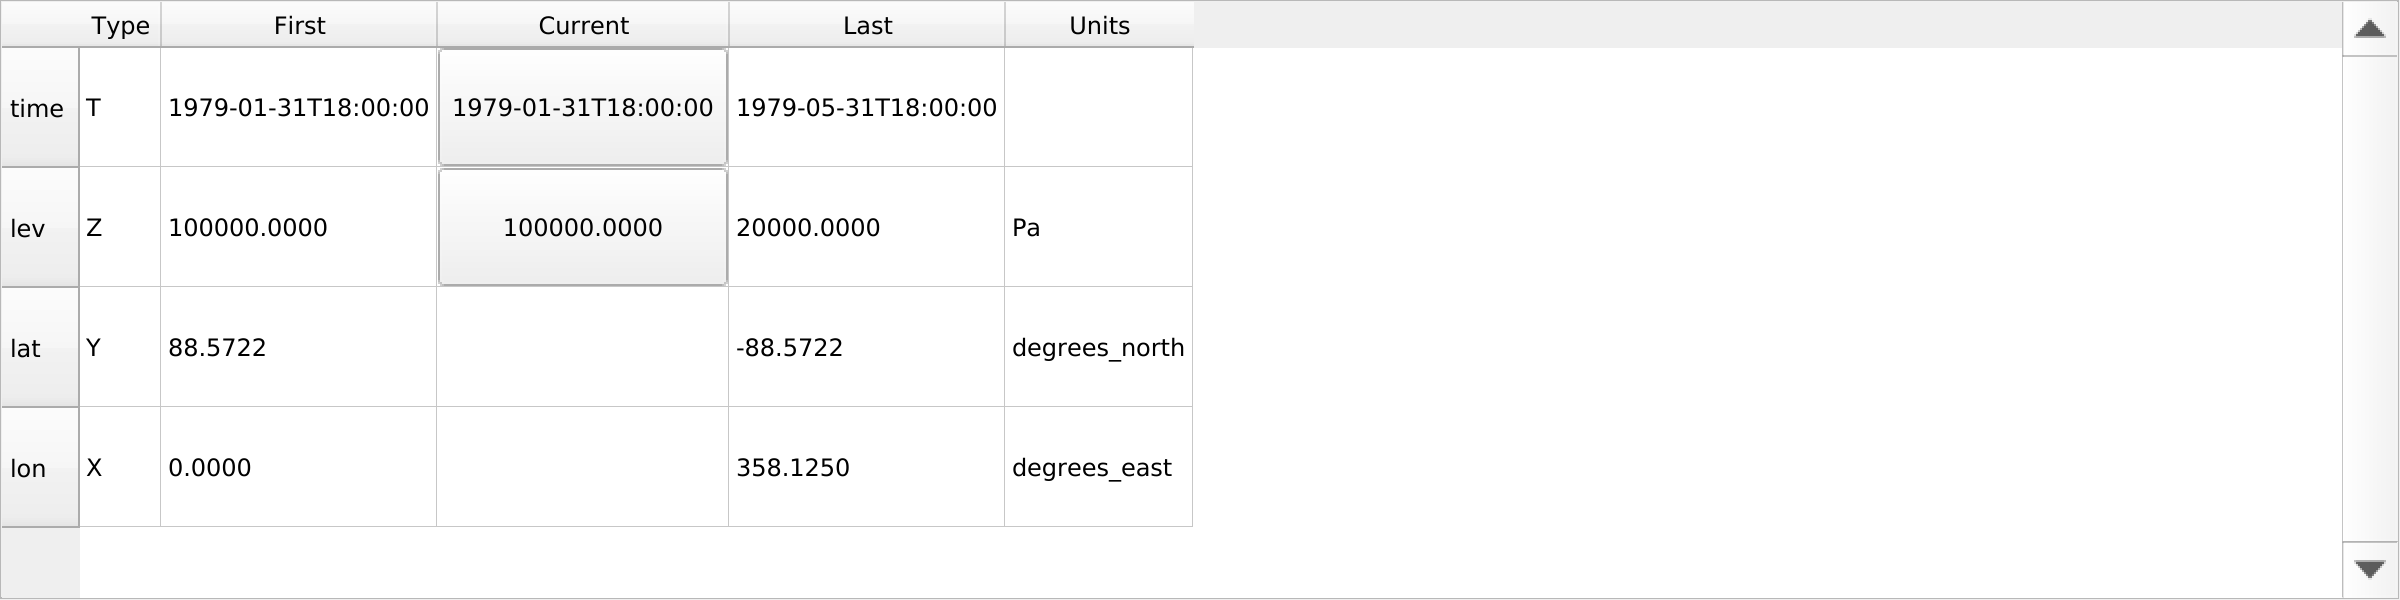 Type First Current Last Units
time T 1979-01-31T18:00:00 1979-01-31T18:00:00 1979-05-31T18:00:00
lev Z 100000.0000 100000.0000 20000.0000 Pa
lat Y 88.5722 -88.5722 degrees_north
lon X 0.0000 358.1250 degrees_east